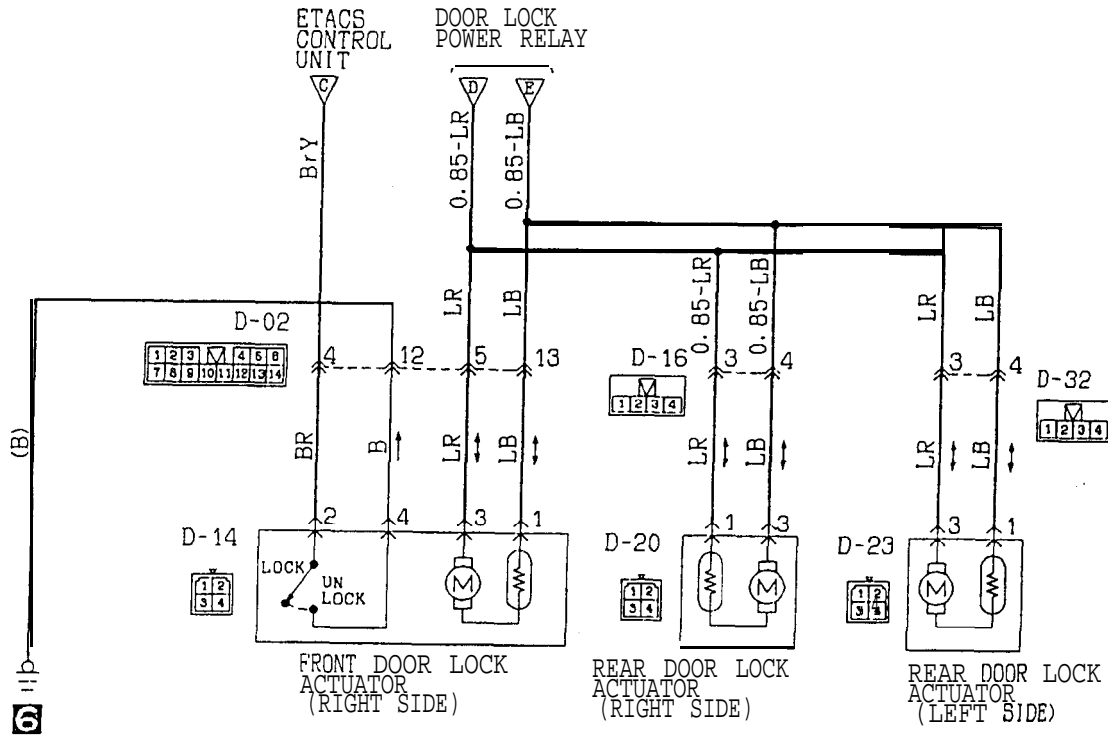 ETACS
CONTROL
UNIT
DOOR LOCK
POWER RELAY
C
D
E
BrY
0.85-LR
0.85-LB
LR
LB
0.85-LR
0.85-LB
LR
LB
D-02
1 2 3 4 5 6
7 8 9 10 11 12 13 14
4
12
5
13
D-16
1 2 3 4
3
4
3
4
D-32
1 2 3 4
(B)
BR
B
LR
LB
LR
LB
LR
LB
D-14
1 2
3 4
2
4
3
1
D-20
1 2
3 4
1
3
D-23
1 2
3 4
3
1
LOCK
UN
LOCK
M
M
M
FRONT DOOR LOCK
ACTUATOR
(RIGHT SIDE)
REAR DOOR LOCK
ACTUATOR
(RIGHT SIDE)
REAR DOOR LOCK
ACTUATOR
(LEFT SIDE)
6